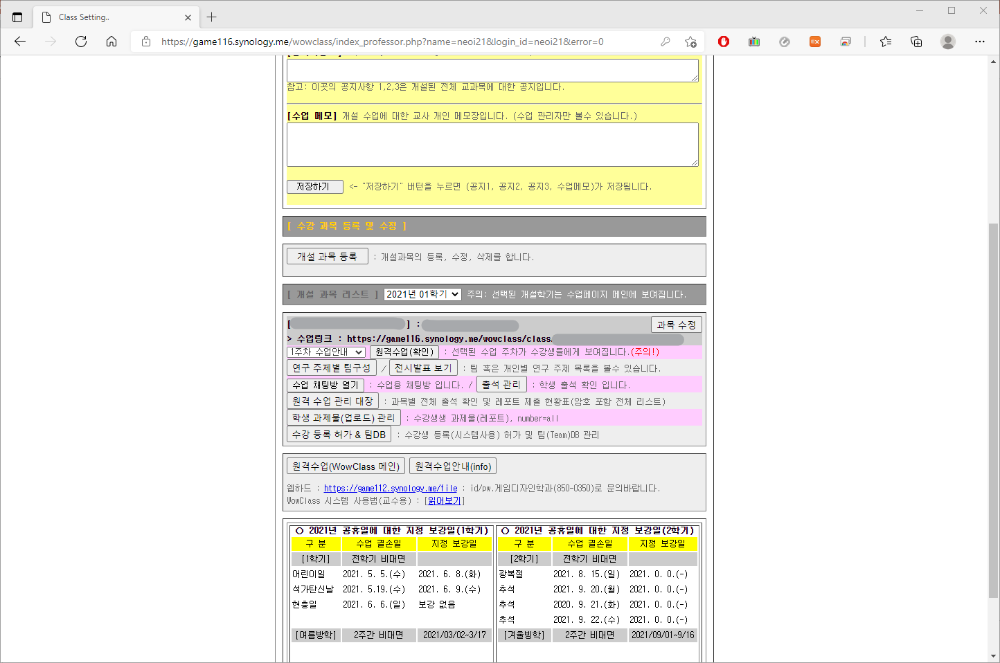 Class Setting..
https://game116.synology.me/wowclass/index_professor.php?name=neoi21&login_id=neoi21&error=0
참고: 이곳의 공지사항 1,2,3은 개설된 전체 교과목에 대한 공지입니다.
[수업 메모] 개설 수업에 대한 교사 개인 메모장입니다. (수업 관리자만 볼수 있습니다.)
저장하기 <- "저장하기" 버턴을 누르면 (공지1, 공지2, 공지3, 수업메모)가 저장됩니다.
[ 수강 과목 등록 및 수정 ]
개설 과목 등록 : 개설과목의 등록, 수정, 삭제를 합니다.
[ 개설 과목 리스트 ] 2021년 01학기 주의: 선택된 개설학기는 수업페이지 메인에 보여집니다.
[ ] : 과목 수정
> 수업링크 : https://game116.synology.me/wowclass/class
1주차 수업안내 원격수업(확인) : 선택된 수업 주차가 수강생들에게 보여집니다.(주의!)
연구 주제별 팀구성 / 전시발표 보기 : 팀 혹은 개인별 연구 주제 목록을 볼수 있습니다.
수업 채팅방 열기 : 수업용 채팅방 입니다. / 출석 관리 : 학생 출석 확인 입니다.
원격 수업 관리 대장 : 과목별 전체 출석 확인 및 레포트 제출 현황표(암호 포함 전체 리스트)
학생 과제물(업로드) 관리 : 수강생생 과제물(레포트), number=all
수강 등록 허가 & 팀DB : 수강생 등록(시스템사용) 허가 및 팀(Team)DB 관리
원격수업(WowClass 메인) 원격수업안내(info)
웹하드 : https://game112.synology.me/file : id/pw.게임디자인학과(850-0350)로 문의바랍니다.
WowClass 시스템 사용법(교수용) : [읽어보기]
○ 2021년 공휴일에 대한 지정 보강일(1학기) ○ 2021년 공휴일에 대한 지정 보강일(2학기)
구 분 수업 결손일 지정 보강일 구 분 수업 결손일 지정 보강일
[1학기] 전학기 비대면 [2학기] 전학기 비대면
어린이일 2021. 5. 5.(수) 2021. 6. 8.(화) 광복절 2021. 8. 15.(일) 2021. 0. 0.(-)
석가탄신날 2021. 5.19.(수) 2021. 6. 9.(수) 추석 2021. 9. 20.(월) 2021. 0. 0.(-)
현충일 2021. 6. 6.(일) 보강 없음 추석 2020. 9. 21.(화) 2021. 0. 0.(-)
추석 2021. 9. 22.(수) 2021. 0. 0.(-)
[여름방학] 2주간 비대면 2021/03/02~3/17 [겨울빙학] 2주간 비대면 2021/09/01~9/16